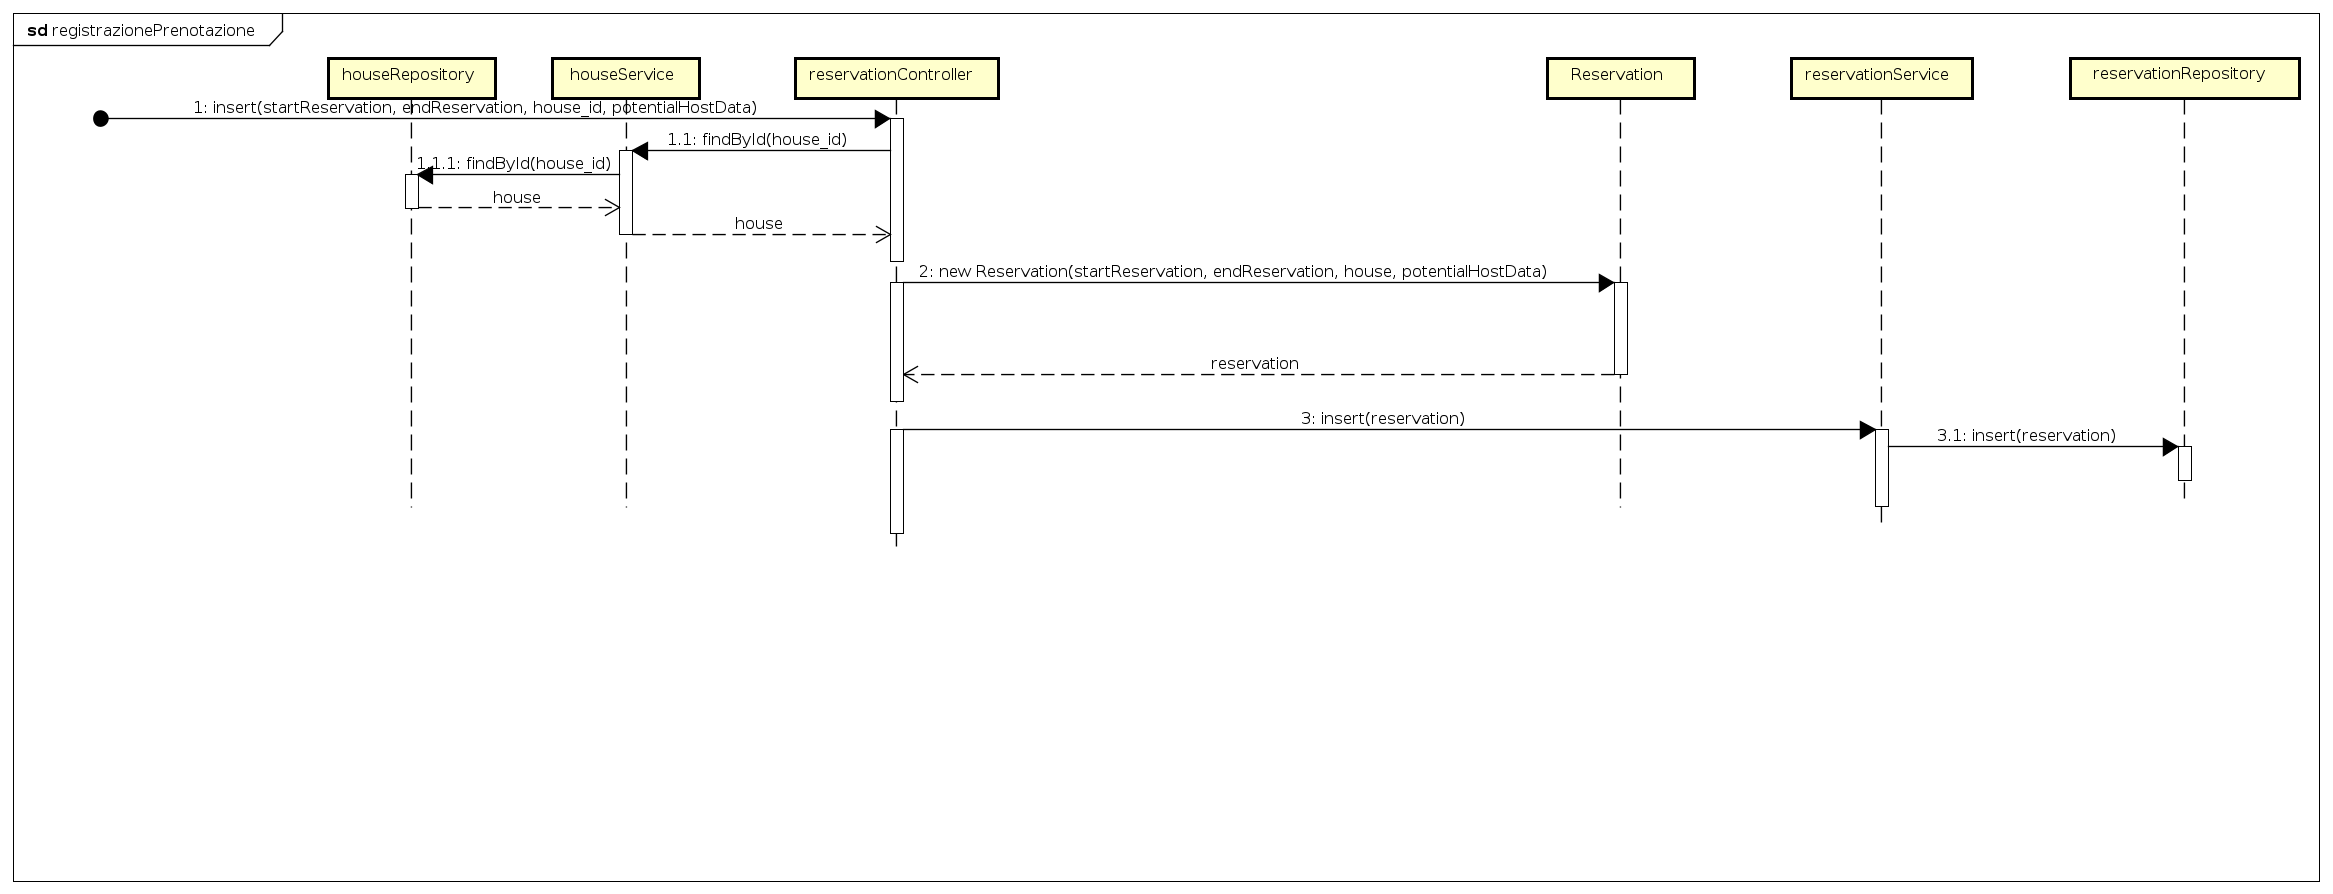 sd registrazionePrenotazione
houseRepository
houseService
reservationController
Reservation
reservationService
reservationRepository
1: insert(startReservation, endReservation, house_id, potentialHostData)
1.1: findById(house_id)
1.1.1: findById(house_id)
house
house
2: new Reservation(startReservation, endReservation, house, potentialHostData)
reservation
3: insert(reservation)
3.1: insert(reservation)